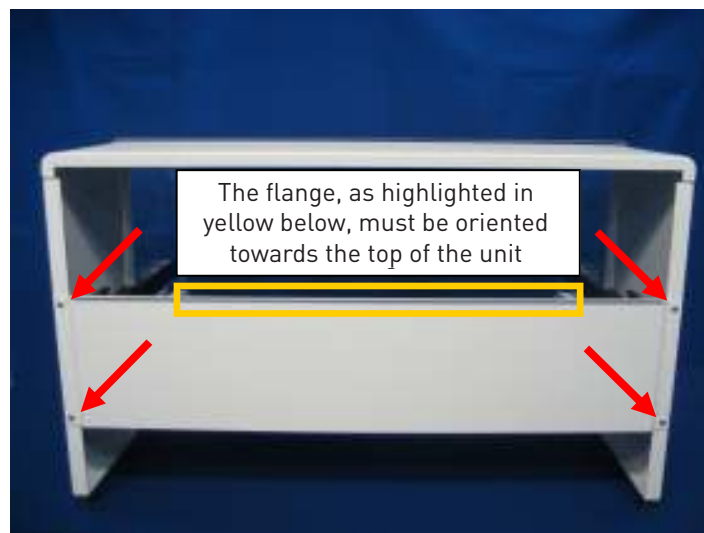 The flange, as highlighted in
yellow below, must be oriented
towards the top of the unit